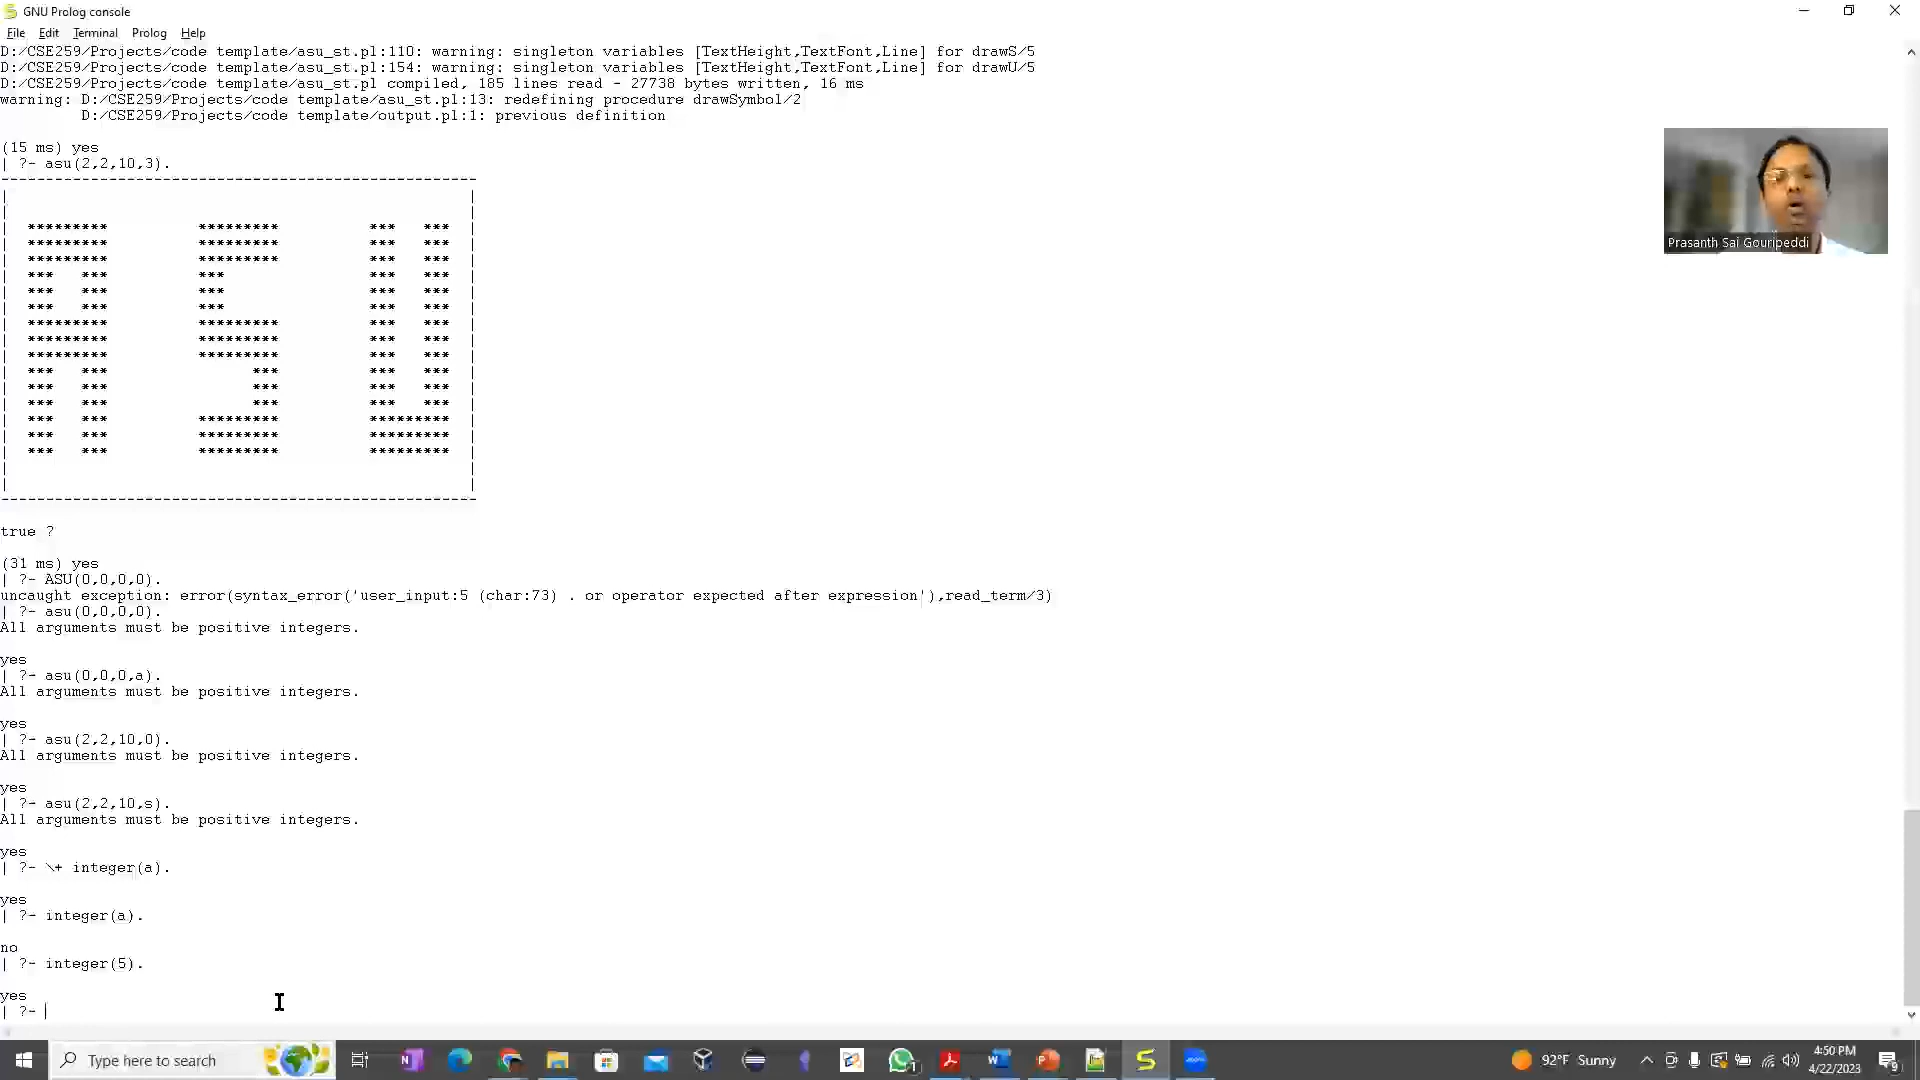 GNU Prolog console
File Edit Terminal Prolog Help
D:/CSE259/Projects/code template/asu_st.pl:110: warning: singleton variables [TextHeight,TextFont,Line] for drawS/5
D:/CSE259/Projects/code template/asu_st.pl:154: warning: singleton variables [TextHeight,TextFont,Line] for drawU/5
D:/CSE259/Projects/code template/asu_st.pl compiled, 185 lines read - 27738 bytes written, 16 ms
warning: D:/CSE259/Projects/code template/asu_st.pl:13: redefining procedure drawSymbol/2
D:/CSE259/Projects/code template/output.pl:1: previous definition
(15 ms) yes
| ?- asu(2,2,10,3).
-----------------------------------------------------
|                                                   |
|                                                   |
|  *********          *********          ***   ***  |
|  *********          *********          ***   ***  |
|  *********          *********          ***   ***  |
|  ***   ***          ***                ***   ***  |
|  ***   ***          ***                ***   ***  |
|  ***   ***          ***                ***   ***  |
|  *********          *********          ***   ***  |
|  *********          *********          ***   ***  |
|  *********          *********          ***   ***  |
|  ***   ***                ***          ***   ***  |
|  ***   ***                ***          ***   ***  |
|  ***   ***                ***          ***   ***  |
|  ***   ***          *********          *********  |
|  ***   ***          *********          *********  |
|  ***   ***          *********          *********  |
|                                                   |
|                                                   |
-----------------------------------------------------
true ?
(31 ms) yes
| ?- ASU(0,0,0,0).
uncaught exception: error(syntax_error('user_input:5 (char:73) . or operator expected after expression'),read_term/3)
| ?- asu(0,0,0,0).
All arguments must be positive integers.
yes
| ?- asu(0,0,0,a).
All arguments must be positive integers.
yes
| ?- asu(2,2,10,0).
All arguments must be positive integers.
yes
| ?- asu(2,2,10,s).
All arguments must be positive integers.
yes
| ?- \+ integer(a).
yes
| ?- integer(a).
no
| ?- integer(5).
yes
| ?-
Prasanth Sai Gouripeddi
Type here to search
92°F Sunny
4:50 PM
4/22/2023